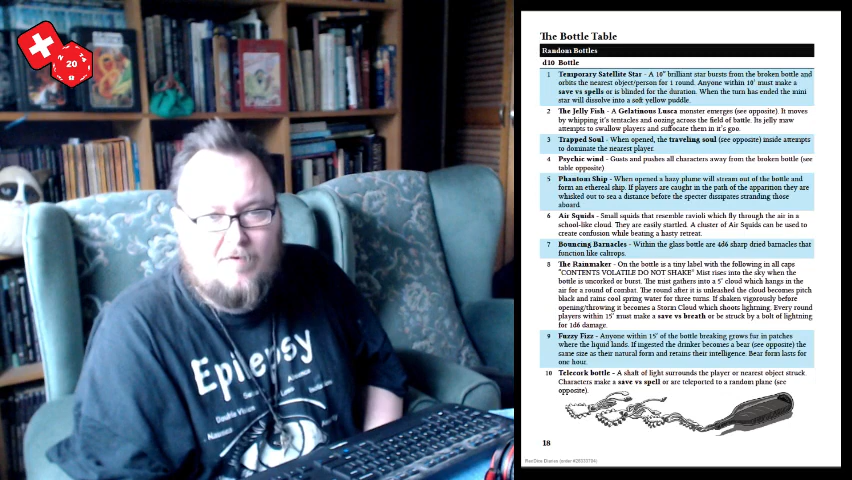 20
Epilepsy
Double Vision
Nausea
The Bottle Table
Random Bottles
d10 Bottle
1 Temporary Satellite Star - A 10" brilliant star bursts from the broken bottle and
orbits the nearest object/person for 1 round. Anyone within 10' must make a
save vs spells or is blinded for the duration. When the turn has ended the mini
star will dissolve into a soft yellow puddle.
2 The Jelly Fish - A Gelatinous Lusca monster emerges (see opposite). It moves
by whipping it's tentacles and oozing across the field of battle. Its jelly maw
attempts to swallow players and suffocate them in it's goo.
3 Trapped Soul - When opened, the traveling soul (see opposite) inside attempts
to dominate the nearest player.
4 Psychic wind - Gusts and pushes all characters away from the broken bottle (see
table opposite)
5 Phantom Ship - When opened a hazy plume will stream out of the bottle and
form an ethereal ship. If players are caught in the path of the apparition they are
whisked out to sea a distance before the specter dissipates stranding those
aboard.
6 Air Squids - Small squids that resemble ravioli which fly through the air in a
school-like cloud. They are easily startled. A cluster of Air Squids can be used to
create confusion while beating a hasty retreat.
7 Bouncing Barnacles - Within the glass bottle are 4d6 sharp dried barnacles that
function like caltrops.
8 The Rainmaker - On the bottle is a tiny label with the following in all caps
"CONTENTS VOLATILE DO NOT SHAKE" Mist rises into the sky when the
bottle is uncorked or burst. The mist gathers into a 5' cloud which hangs in the
air for a round of combat. The round after it is unleashed the cloud becomes pitch
black and rains cool spring water for three turns. If shaken vigorously before
opening/throwing it becomes a Storm Cloud which shoots lightning. Every round
players within 15' must make a save vs breath or be struck by a bolt of lightning
for 1d6 damage.
9 Fuzzy Fizz - Anyone within 15' of the bottle breaking grows fur in patches
where the liquid lands. If ingested the drinker becomes a bear (see opposite) the
same size as their natural form and retains their intelligence. Bear form lasts for
one hour.
10 Telecork bottle - A shaft of light surrounds the player or nearest object struck.
Characters make a save vs spell or are teleported to a random plane (see
opposite).
18